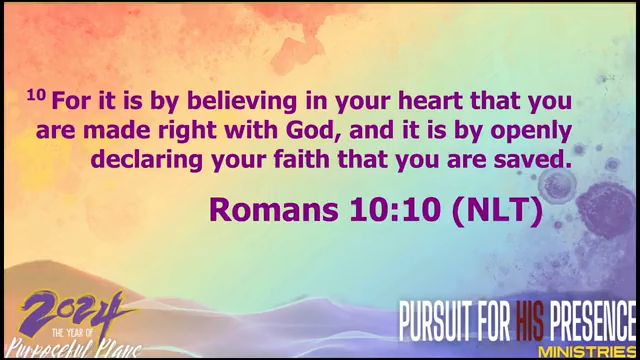 10 For it is by believing in your heart that you
are made right with God, and it is by openly
declaring your faith that you are saved.
Romans 10:10 (NLT)
2024
THE YEAR OF
Purposeful Plans
PURSUIT FOR HIS PRESENCE
MINISTRIES